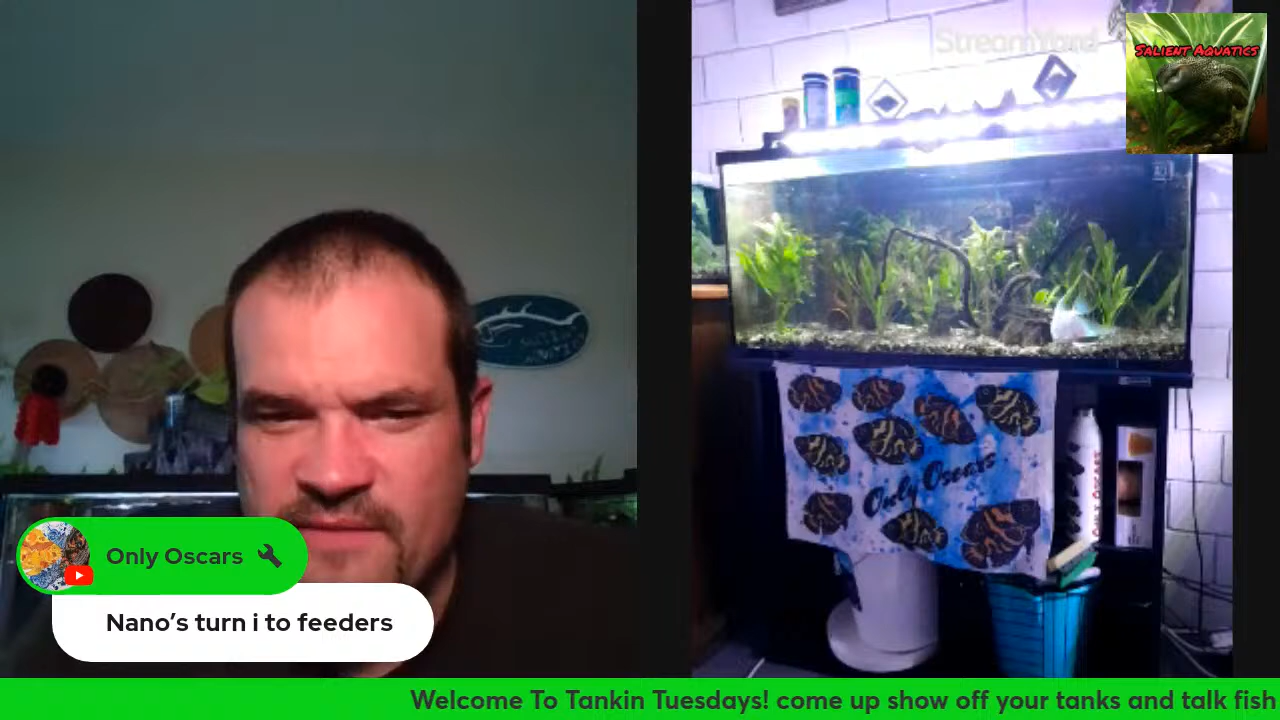 StreamYard
SALIENT AQUATICS
Only Oscars
Only Oscars
Nano's turn i to feeders
Welcome To Tankin Tuesdays! come up show off your tanks and talk fish